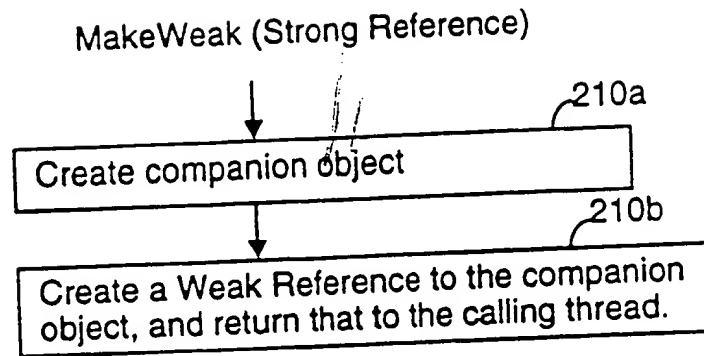 MakeWeak (Strong Reference)
210a
Create companion object
210b
Create a Weak Reference to the companion
object, and return that to the calling thread.